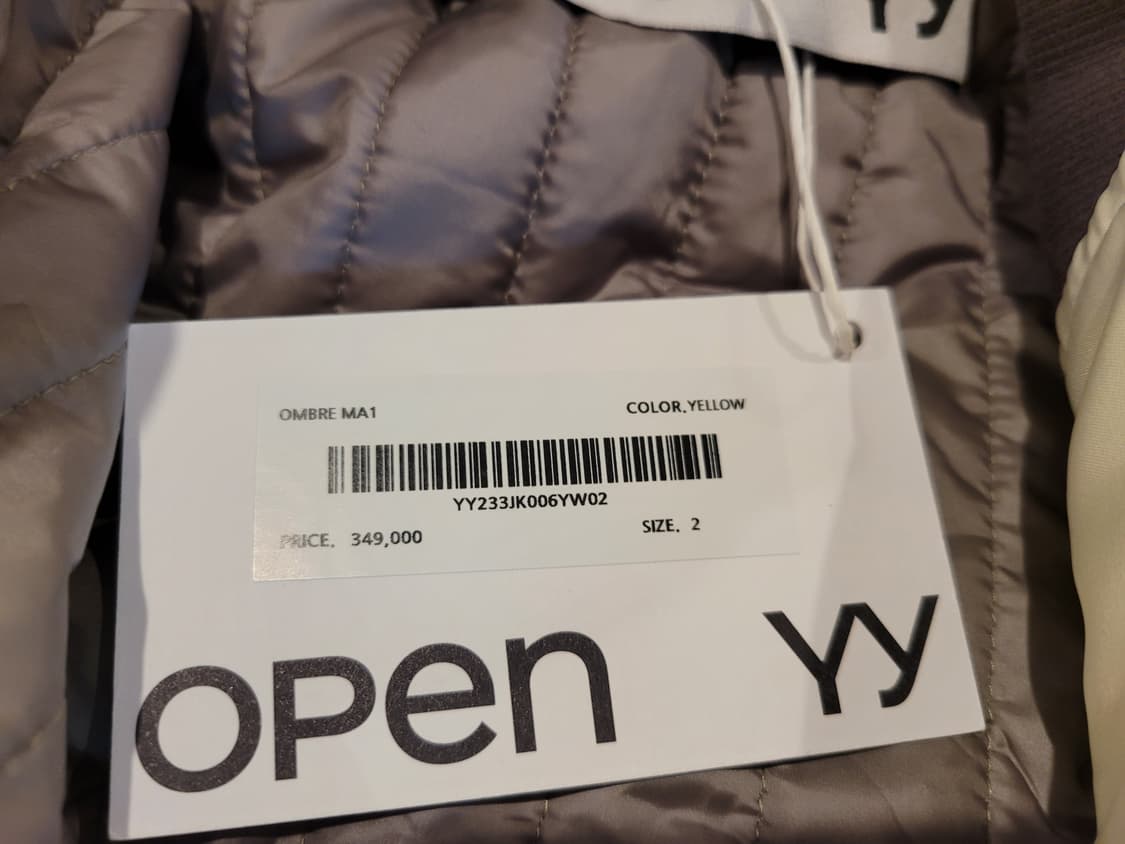 Yy
OMBRE MA1
COLOR.YELLOW
YY233JK006YW02
PRICE. 349,000
SIZE. 2
OPEN
YY